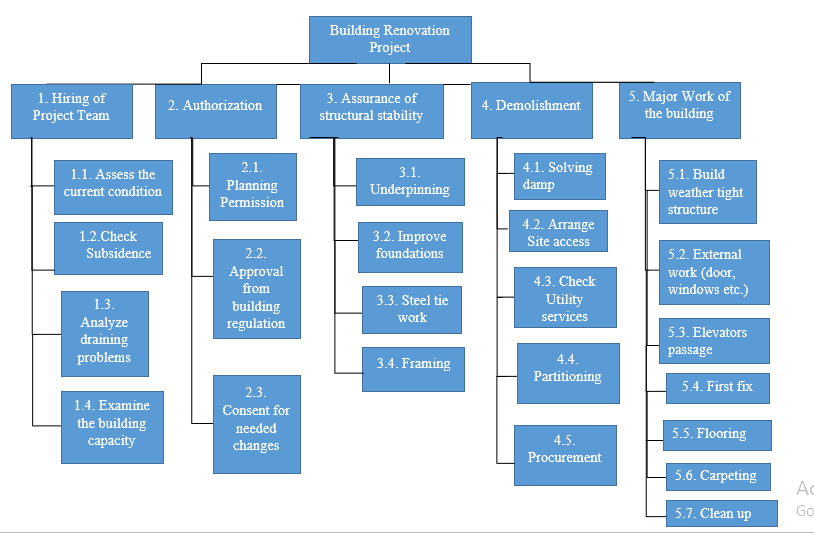 Building Renovation
Project
1. Hiring of
Project Team
2. Authorization
3. Assurance of
structural stability
4. Demolishment
5. Major Work of
the building
1.1. Assess the
current condition
1.2.Check
Subsidence
1.3.
Analyze
draining
problems
1.4. Examine
the building
capacity
2.1.
Planning
Permission
2.2.
Approval
from
building
regulation
2.3.
Consent for
needed
changes
3.1.
Underpinning
3.2. Improve
foundations
3.3. Steel tie
work
3.4. Framing
4.1. Solving
damp
4.2. Arrange
Site access
4.3. Check
Utility
services
4.4.
Partitioning
4.5.
Procurement
5.1. Build
weather tight
structure
5.2. External
work (door,
windows etc.)
5.3. Elevators
passage
5.4. First fix
5.5. Flooring
5.6. Carpeting
5.7. Clean up